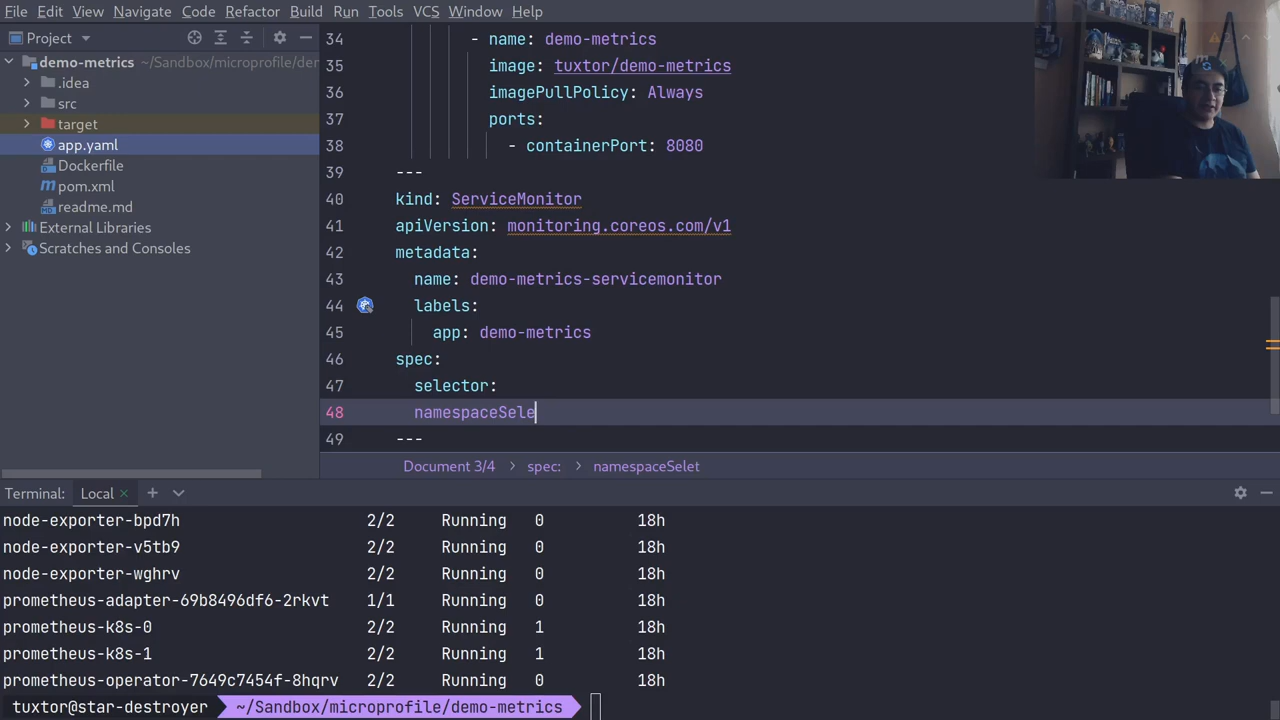 File Edit View Navigate Code Refactor Build Run Tools VCS Window Help
Project
demo-metrics ~/Sandbox/microprofile/der
.idea
src
target
app.yaml
Dockerfile
pom.xml
readme.md
External Libraries
Scratches and Consoles
34 - name: demo-metrics
35 image: tuxtor/demo-metrics
36 imagePullPolicy: Always
37 ports:
38 - containerPort: 8080
39 ---
40 kind: ServiceMonitor
41 apiVersion: monitoring.coreos.com/v1
42 metadata:
43 name: demo-metrics-servicemonitor
44 labels:
45 app: demo-metrics
46 spec:
47 selector:
48 namespaceSele
49 ---
Document 3/4 > spec: > namespaceSelet
Terminal: Local × +
node-exporter-bpd7h 2/2 Running 0 18h
node-exporter-v5tb9 2/2 Running 0 18h
node-exporter-wghrv 2/2 Running 0 18h
prometheus-adapter-69b8496df6-2rkvt 1/1 Running 0 18h
prometheus-k8s-0 2/2 Running 1 18h
prometheus-k8s-1 2/2 Running 1 18h
prometheus-operator-7649c7454f-8hqrv 2/2 Running 0 18h
tuxtor@star-destroyer ~/Sandbox/microprofile/demo-metrics